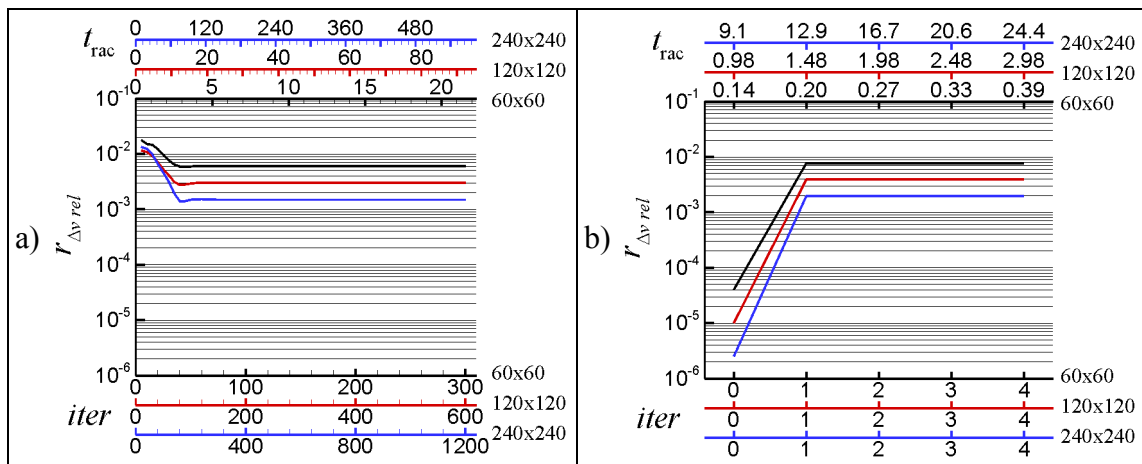 0 120 240 360 480
t rac
240x240
0 20 40 60 80
120x120
0 5 10 15 20
60x60
10-1
10-2
10-3
10-4
10-5
10-6
a)
r Δv rel
0 100 200 300
60x60
iter
0 200 400 600
120x120
0 400 800 1200
240x240
9.1 12.9 16.7 20.6 24.4
t rac
240x240
0.98 1.48 1.98 2.48 2.98
120x120
0.14 0.20 0.27 0.33 0.39
60x60
10-1
10-2
10-3
10-4
10-5
10-6
b)
r Δv rel
0 1 2 3 4
60x60
iter
0 1 2 3 4
120x120
0 1 2 3 4
240x240